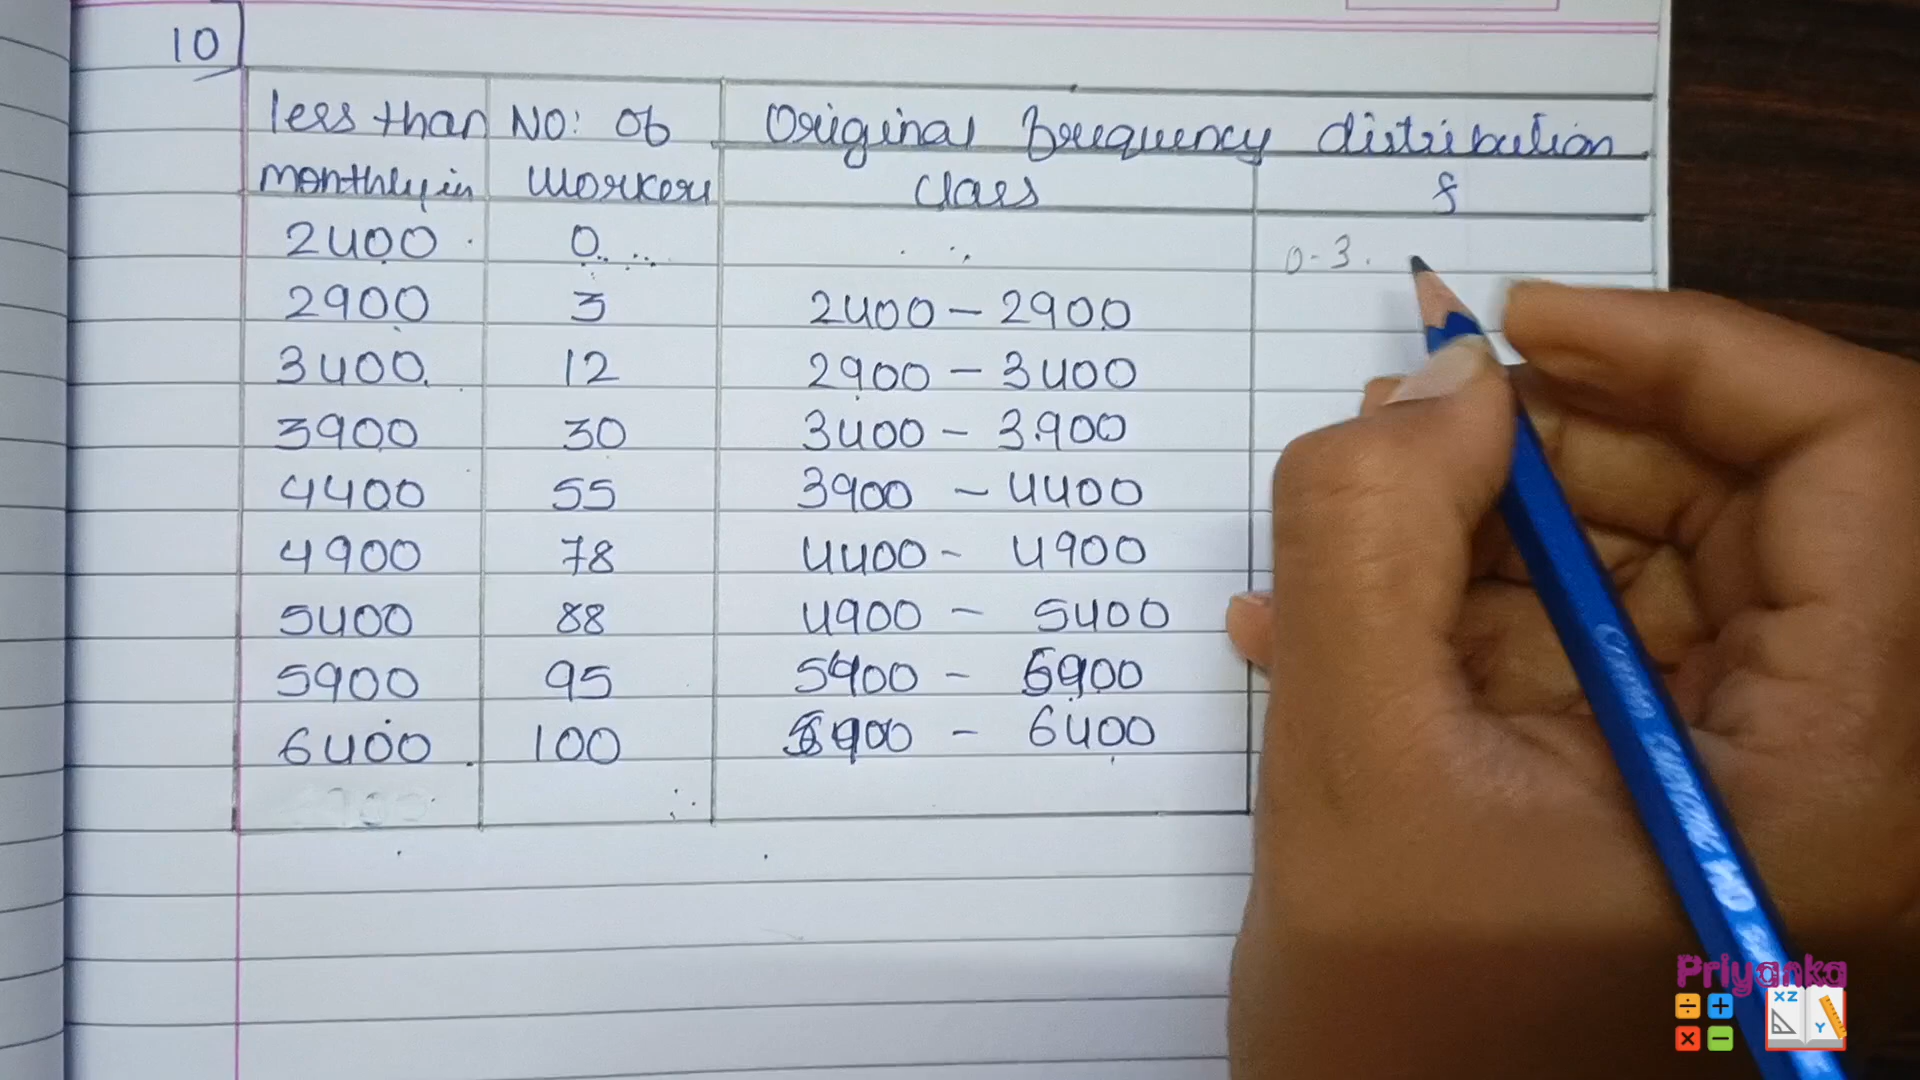 10
less than No: of Original frequency distribution
monthly in workers class f
2400 0 0-3.
2900 3 2400 - 2900
3400 12 2900 - 3400
3900 30 3400 - 3900
4400 55 3900 - 4400
4900 78 4400 - 4900
5400 88 4900 - 5400
5900 95 5400 - 5900
6400 100 5900 - 6400
Priyanka
XZ
Y